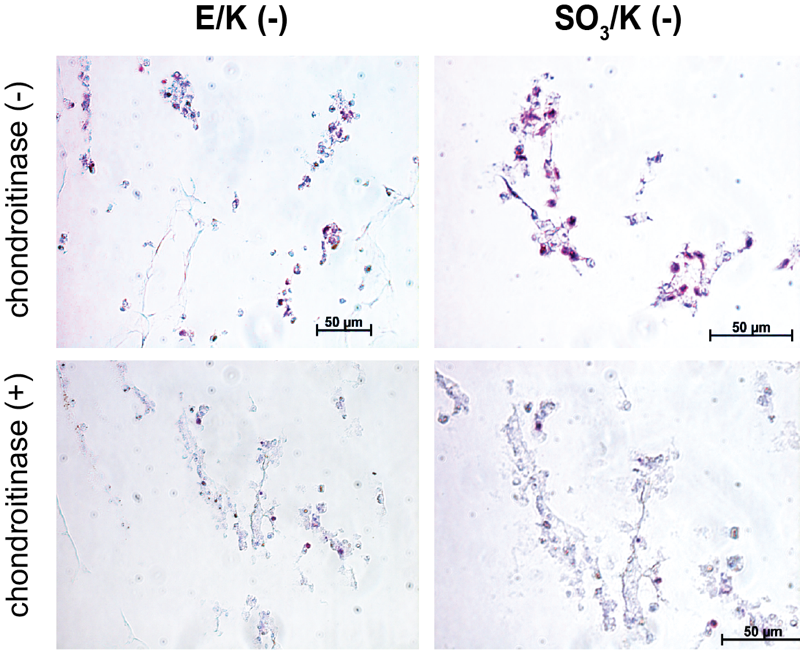 E/K (-)
SO₃/K (-)
chondroitinase (-)
50 µm
50 µm
chondroitinase (+)
50 µm